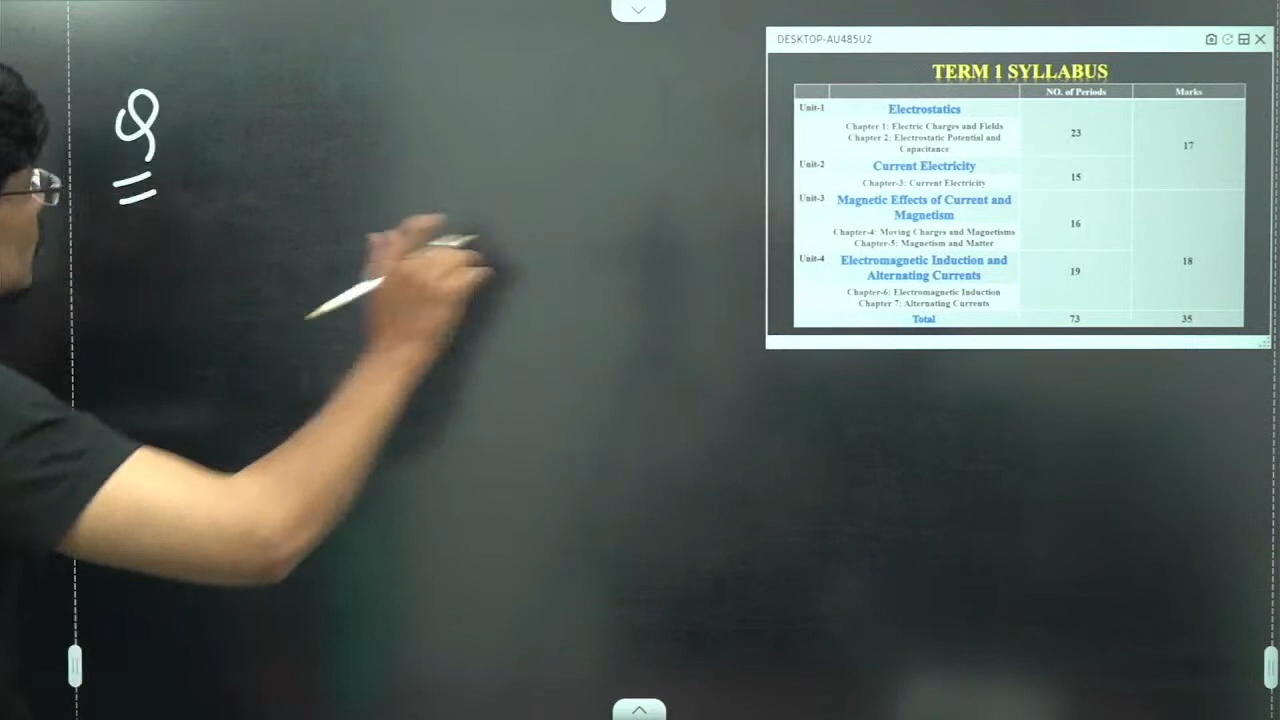 DESKTOP-AU485U2
TERM 1 SYLLABUS
NO. of Periods Marks
Unit-1 Electrostatics
Chapter 1: Electric Charges and Fields
Chapter 2: Electrostatic Potential and
Capacitance
23
17
Unit-2 Current Electricity
Chapter-3: Current Electricity
15
Unit-3 Magnetic Effects of Current and
Magnetism
Chapter-4: Moving Charges and Magnetisms
Chapter-5: Magnetism and Matter
16
Unit-4 Electromagnetic Induction and
Alternating Currents
Chapter-6: Electromagnetic Induction
Chapter 7: Alternating Currents
19
18
Total 73 35